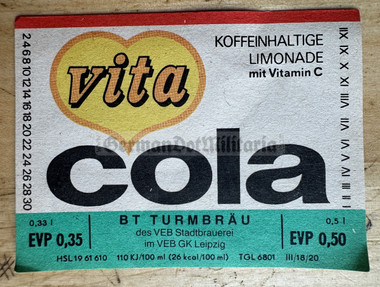 KOFFEINHALTIGE
LIMONADE
mit Vitamin C
vita
cola
2 4 6 8 10 12 14 16 18 20 22 24 26 28 30
I II III IV V VI VII VIII IX X XI XII
GermanDotMilitaria
0,33 l
EVP 0,35
BT TURMBRÄU
des VEB Stadtbrauerei
im VEB GK Leipzig
0,5 l
EVP 0,50
HSL 19 61 610 110 KJ/100 ml (26 kcal/100 ml) TGL 6801 III/18/20